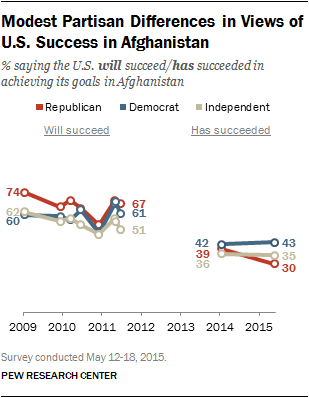 Modest Partisan Differences in Views of
U.S. Success in Afghanistan
% saying the U.S. will succeed/has succeeded in
achieving its goals in Afghanistan
Republican Democrat Independent
Will succeed Has succeeded
74
62
60
67
61
51
42
39
36
43
35
30
2009 2010 2011 2012 2013 2014 2015
Survey conducted May 12-18, 2015.
PEW RESEARCH CENTER